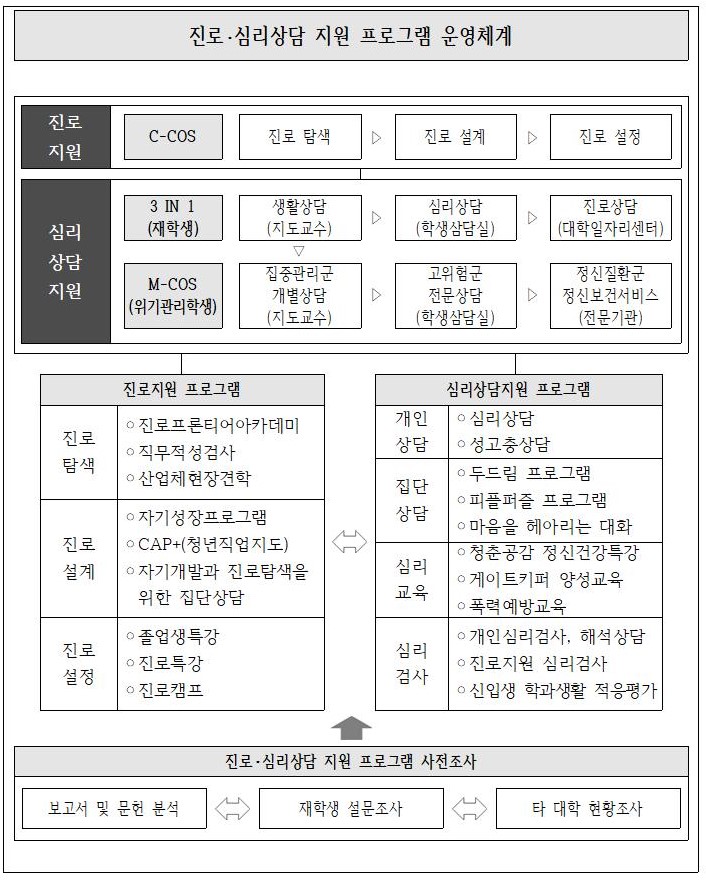 진로·심리상담 지원 프로그램 운영체계
진로
지원
C-COS
진로 탐색
▷
진로 설계
▷
진로 설정
심리
상담
지원
3 IN 1
(재학생)
생활상담
(지도교수)
▷
심리상담
(학생삼담실)
▷
진로상담
(대학일자리센터)
▽
M-COS
(위기관리학생)
집중관리군
개별상담
(지도교수)
▷
고위험군
전문상담
(학생삼담실)
▷
정신질환군
정신보건서비스
(전문기관)
진로지원 프로그램
진로
탐색
○ 진로프론티어아카데미
○ 직무적성검사
○ 산업체현장견학
진로
설계
○ 자기성장프로그램
○ CAP+(청년직업지도)
○ 자기개발과 진로탐색을
위한 집단상담
진로
설정
○ 졸업생특강
○ 진로특강
○ 진로캠프
심리상담지원 프로그램
개인
상담
○ 심리상담
○ 성고충상담
집단
상담
○ 두드림 프로그램
○ 피플퍼즐 프로그램
○ 마음을 헤아리는 대화
심리
교육
○ 청춘공감 정신건강특강
○ 게이트키퍼 양성교육
○ 폭력예방교육
심리
검사
○ 개인심리검사, 해석상담
○ 진로지원 심리검사
○ 신입생 학과생활 적응평가
진로·심리상담 지원 프로그램 사전조사
보고서 및 문헌 분석
재학생 설문조사
타 대학 현황조사